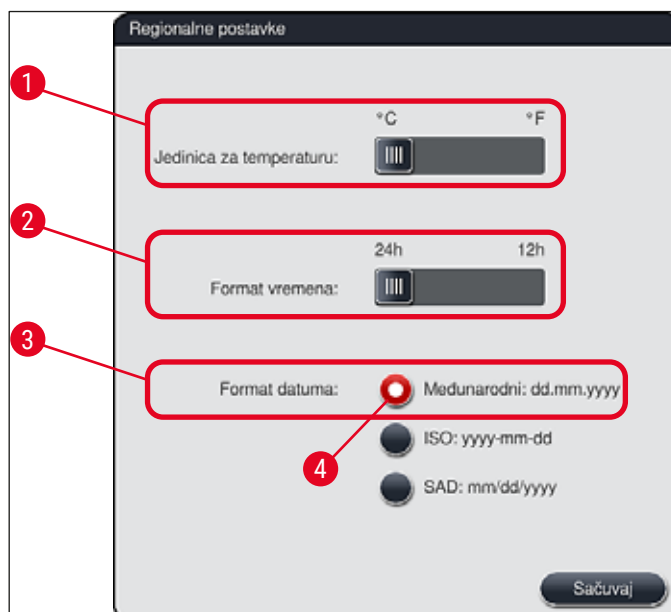 Regionalne postavke
1
°C °F
Jedinica za temperaturu:
2
24h 12h
Format vremena:
3
Format datuma: Međunarodni: dd.mm.yyyy
ISO: yyyy-mm-dd
4
SAD: mm/dd/yyyy
Sačuvaj